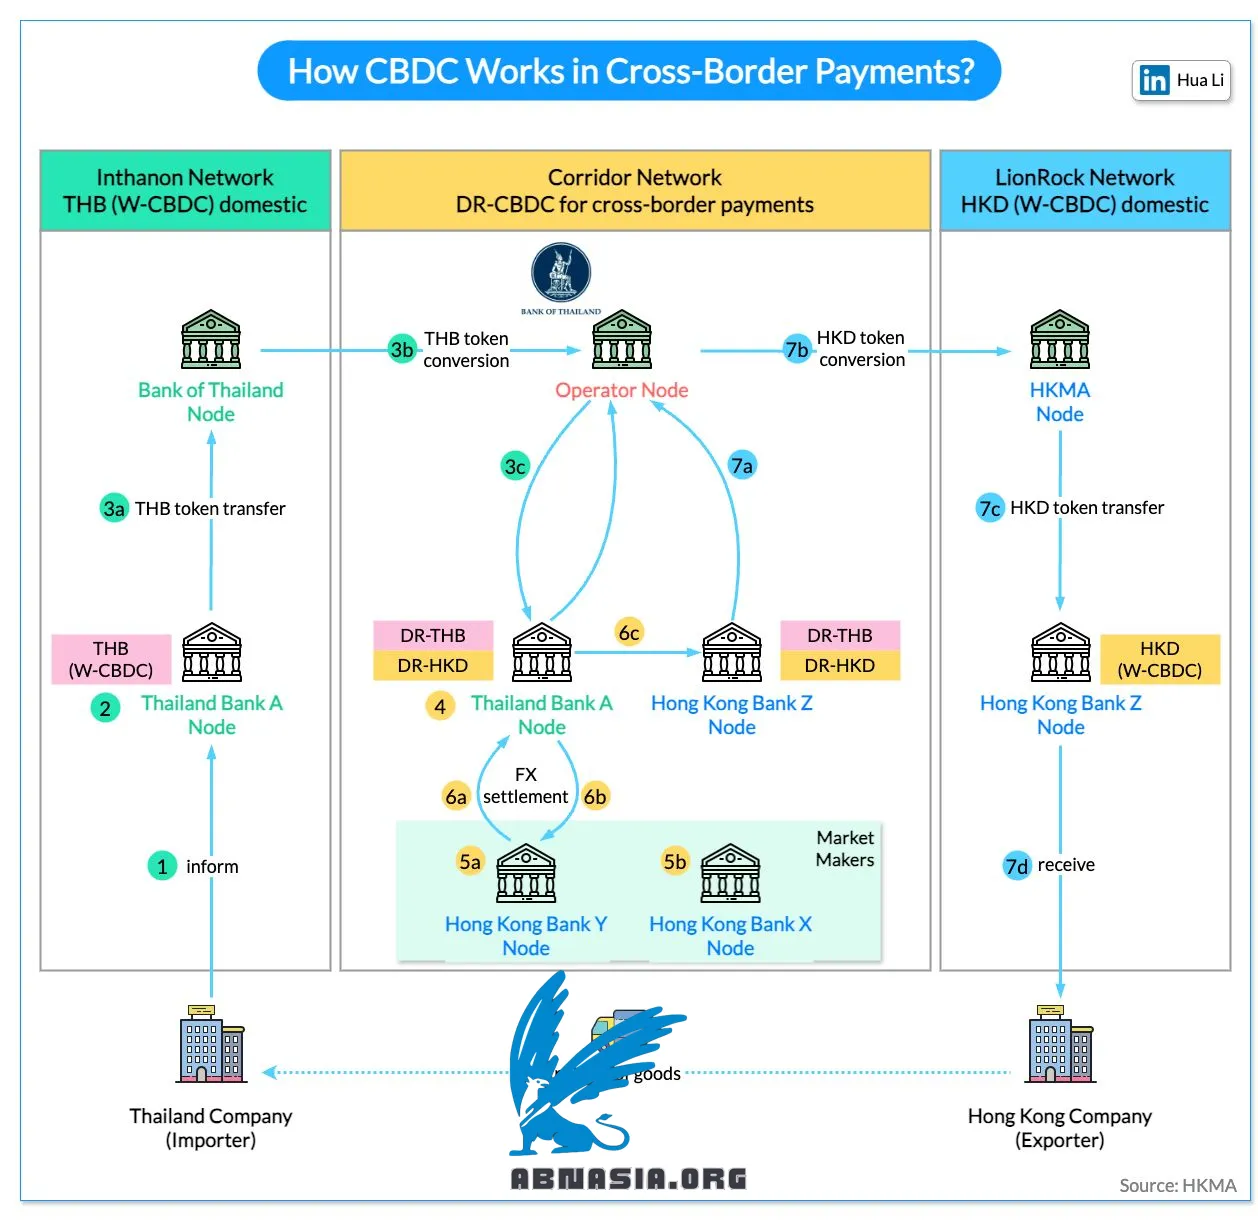 How CBDC Works in Cross-Border Payments?
in Hua Li
Inthanon Network
THB (W-CBDC) domestic
Corridor Network
DR-CBDC for cross-border payments
LionRock Network
HKD (W-CBDC) domestic
BANK OF THAILAND
3b THB token
conversion
7b HKD token
conversion
Bank of Thailand
Node
Operator Node
HKMA
Node
3c
7a
3a THB token transfer
7c HKD token transfer
THB
(W-CBDC)
2 Thailand Bank A
Node
DR-THB
DR-HKD
4 Thailand Bank A
Node
6c
DR-THB
DR-HKD
Hong Kong Bank Z
Node
HKD
(W-CBDC)
Hong Kong Bank Z
Node
6a FX
settlement 6b
1 inform
Market
Makers
5a
5b
7d receive
Hong Kong Bank Y
Node
Hong Kong Bank X
Node
goods
Thailand Company
(Importer)
Hong Kong Company
(Exporter)
ABNASIA.ORG
Source: HKMA